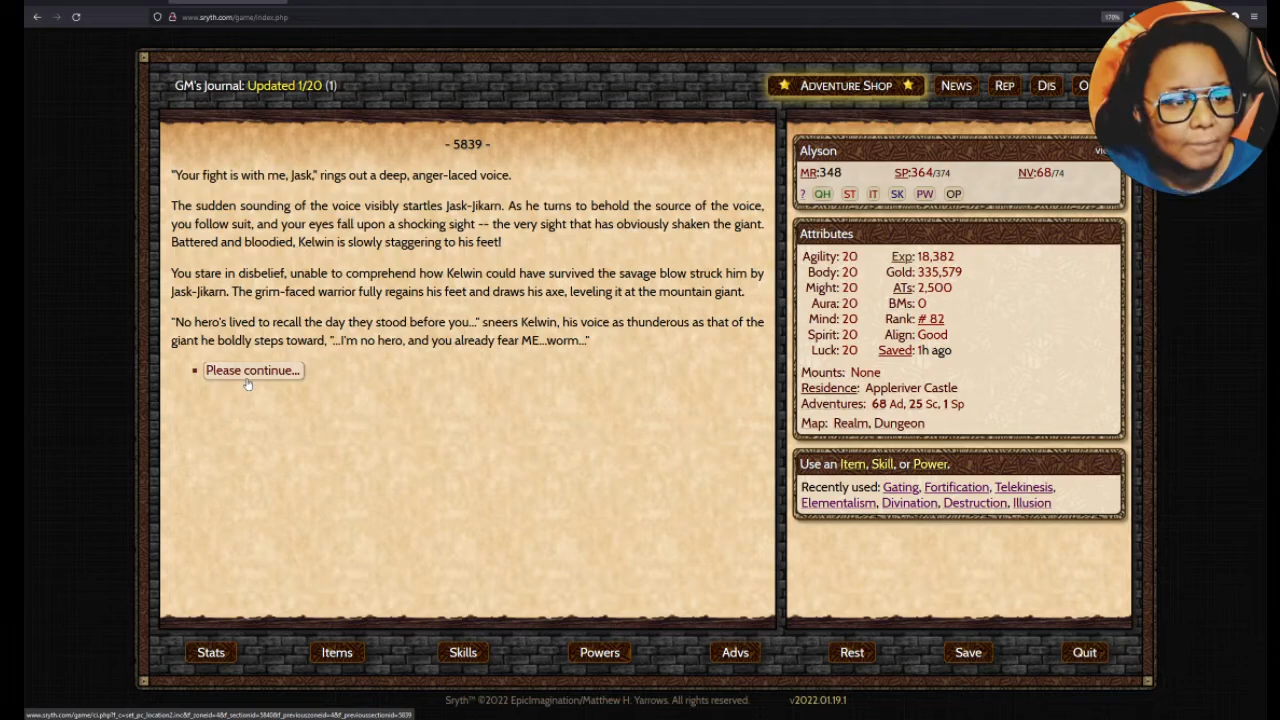 www.sryth.com/game/index.php
170%
GM's Journal: Updated 1/20 (1)
ADVENTURE SHOP
NEWS
REP
DIS
- 5839 -
"Your fight is with me, Jask," rings out a deep, anger-laced voice.
The sudden sounding of the voice visibly startles Jask-Jikarn. As he turns to behold the source of the voice,
you follow suit, and your eyes fall upon a shocking sight -- the very sight that has obviously shaken the giant.
Battered and bloodied, Kelwin is slowly staggering to his feet!
You stare in disbelief, unable to comprehend how Kelwin could have survived the savage blow struck him by
Jask-Jikarn. The grim-faced warrior fully regains his feet and draws his axe, leveling it at the mountain giant.
"No hero's lived to recall the day they stood before you..." sneers Kelwin, his voice as thunderous as that of the
giant he boldly steps toward, "...I'm no hero, and you already fear ME...worm..."
Please continue...
Alyson
MR:348 SP:364/374 NV:68/74
? QH ST IT SK PW OP
Attributes
Agility: 20 Exp: 18,382
Body: 20 Gold: 335,579
Might: 20 ATs: 2,500
Aura: 20 BMs: 0
Mind: 20 Rank: # 82
Spirit: 20 Align: Good
Luck: 20 Saved: 1h ago
Mounts: None
Residence: Appleriver Castle
Adventures: 68 Ad, 25 Sc, 1 Sp
Map: Realm, Dungeon
Use an Item, Skill, or Power.
Recently used: Gating, Fortification, Telekinesis,
Elementalism, Divination, Destruction, Illusion
Stats
Items
Skills
Powers
Advs
Rest
Save
Quit
Sryth™ ©2022 EpicImagination/Matthew H. Yarrows. All rights reserved.
v2022.01.19.1